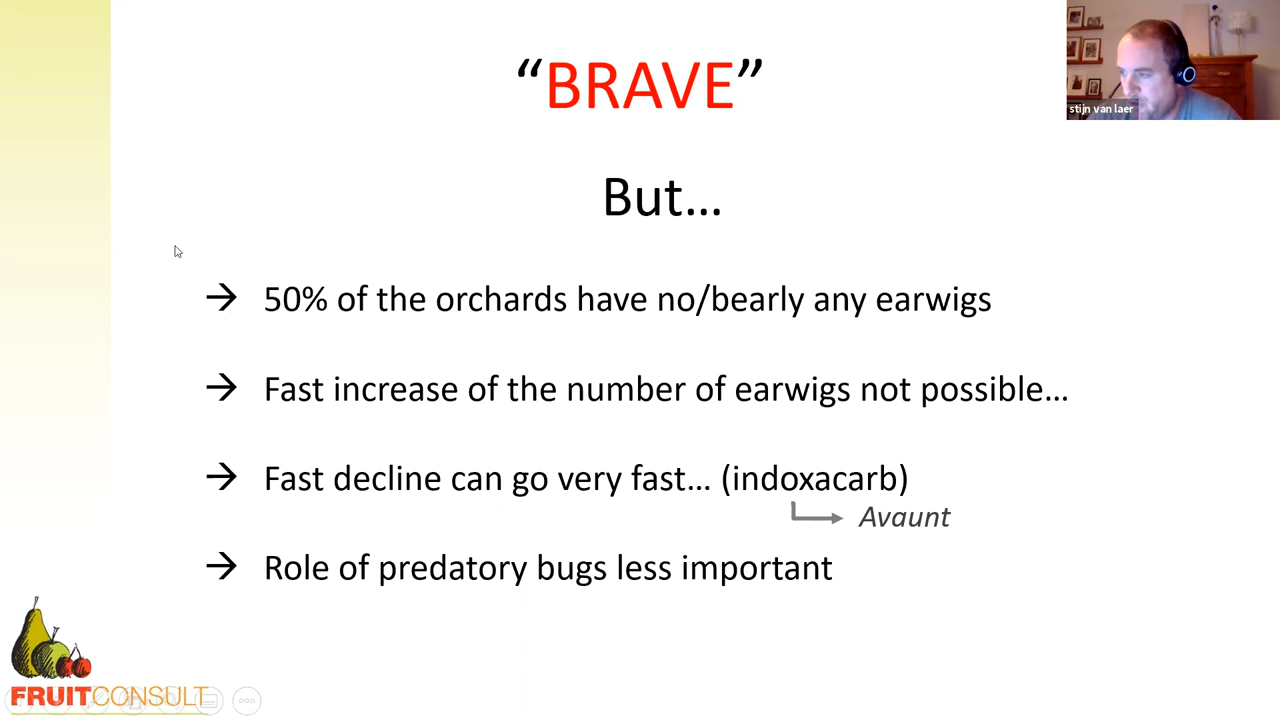 “BRAVE”
stijn van laer
But...
→ 50% of the orchards have no/bearly any earwigs
→ Fast increase of the number of earwigs not possible...
→ Fast decline can go very fast... (indoxacarb)
Avaunt
→ Role of predatory bugs less important
FRUITCONSULT